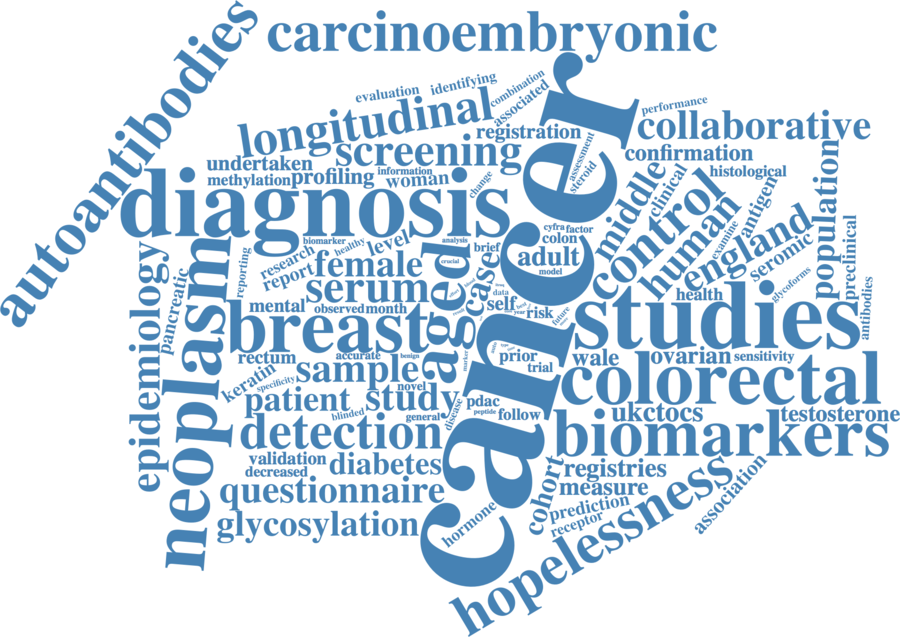 carcinoembryonic
autoantibodies
evaluation
identifying
combination
associated
longitudinal
performance
registration
collaborative
screening
assessment
steroid
confirmation
undertaken
methylation
profiling
information
woman
change
middle
clinical
histological
diagnosis
cancer
control
human
antigen
population
cyfra
factor
colon
biomarker
healthy
level
analysis
brief
england
examine
seromic
preclinical
epidemiology
pancreatic
neoplasm
reporting
research
report
female
crucial
aged
cases
adult
model
serum
mental
observed
month
data
self
year
risk
future
health
glycoforms
antibodies
breast
studies
rectum
accurate
benign
marker
prior
trial
wale
ovarian
sensitivity
keratin
specificity
sample
novel
colorectal
patient
study
blinded
general
disease
pdac
peptide
follow
ukctocs
testosterone
detection
biomarkers
validation
decreased
diabetes
registries
cohort
measure
association
questionnaire
prediction
receptor
glycosylation
hormone
hopelessness